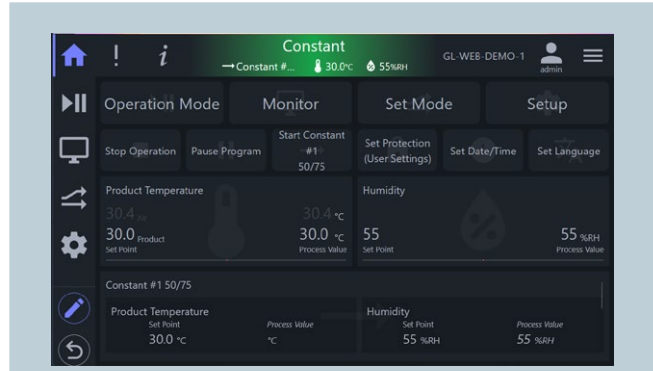 ! i Constant GL-WEB-DEMO-1 admin
→Constant #... 30.0°C 55%RH
Operation Mode Monitor Set Mode Setup
Stop Operation Pause Program Start Constant #1 50/75 Set Protection (User Settings) Set Date/Time Set Language
Product Temperature Humidity
30.4 Air 30.4 °C
30.0 Product 30.0 °C 55 55 %RH
Set Point Process Value Set Point Process Value
Constant #1 50/75
Product Temperature Humidity
Set Point Process Value Set Point Process Value
30.0 °C °C 55 %RH 55 %RH